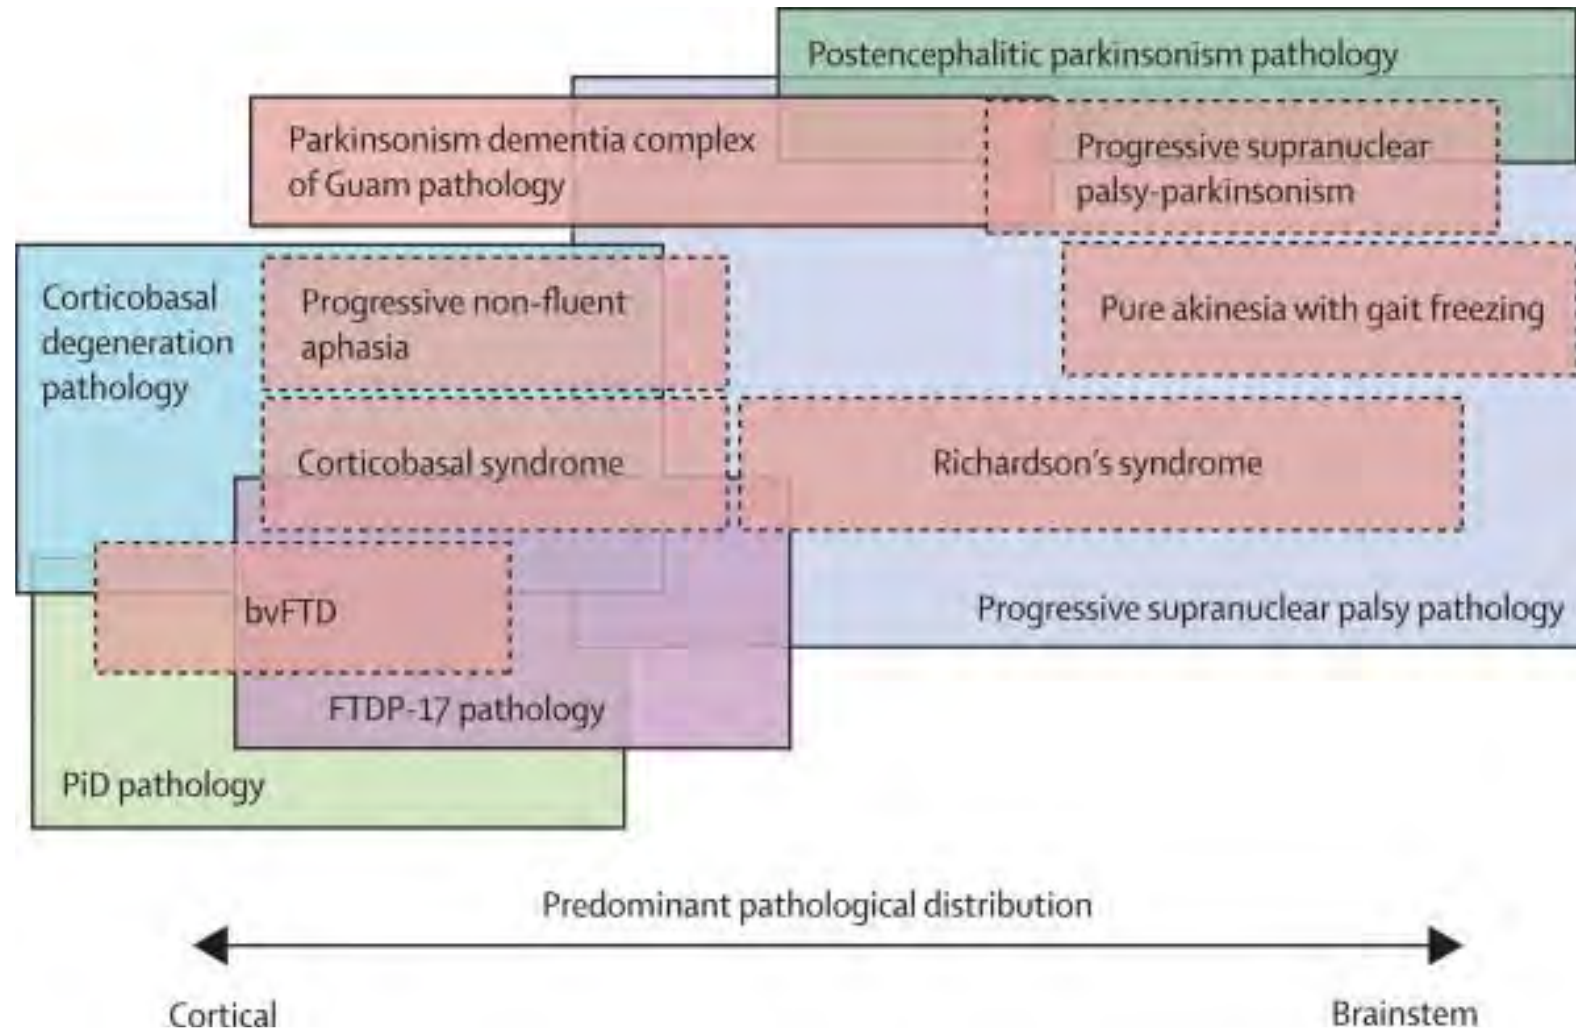 Postencephalitic parkinsonism pathology
Parkinsonism dementia complex
of Guam pathology
Progressive supranuclear
palsy-parkinsonism
Corticobasal
degeneration
pathology
Progressive non-fluent
aphasia
Pure akinesia with gait freezing
Corticobasal syndrome
Richardson's syndrome
bvFTD
Progressive supranuclear palsy pathology
FTDP-17 pathology
PiD pathology
Predominant pathological distribution
Cortical
Brainstem